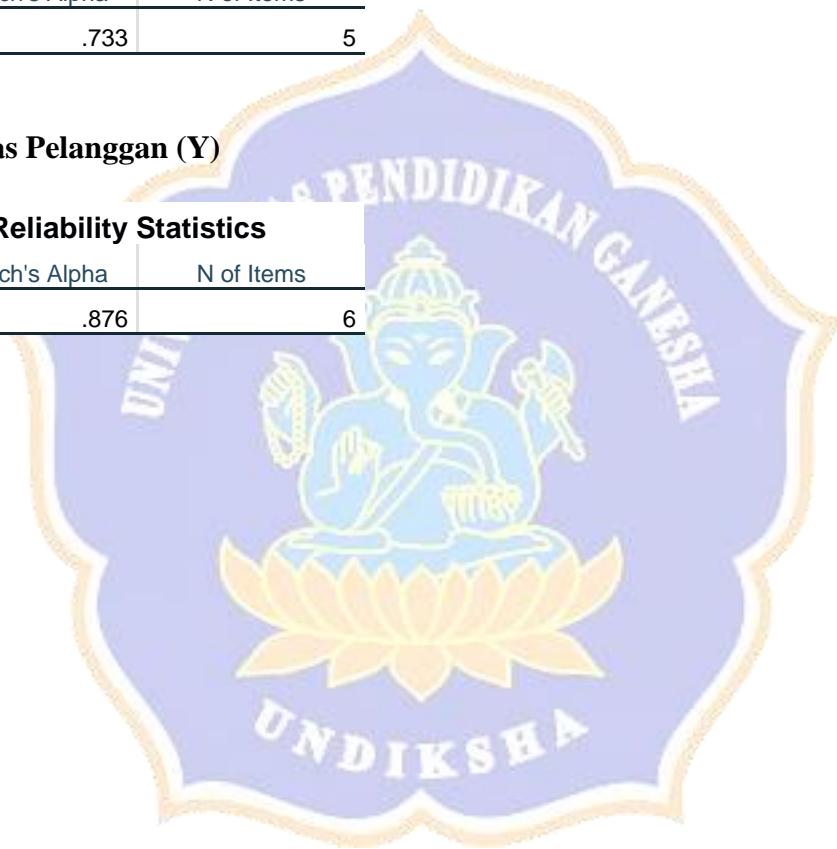 .733 5
as Pelanggan (Y)
Reliability Statistics
ch's Alpha N of Items
.876 6
PENDIDIKAN GANESHA
UNDIKSHA